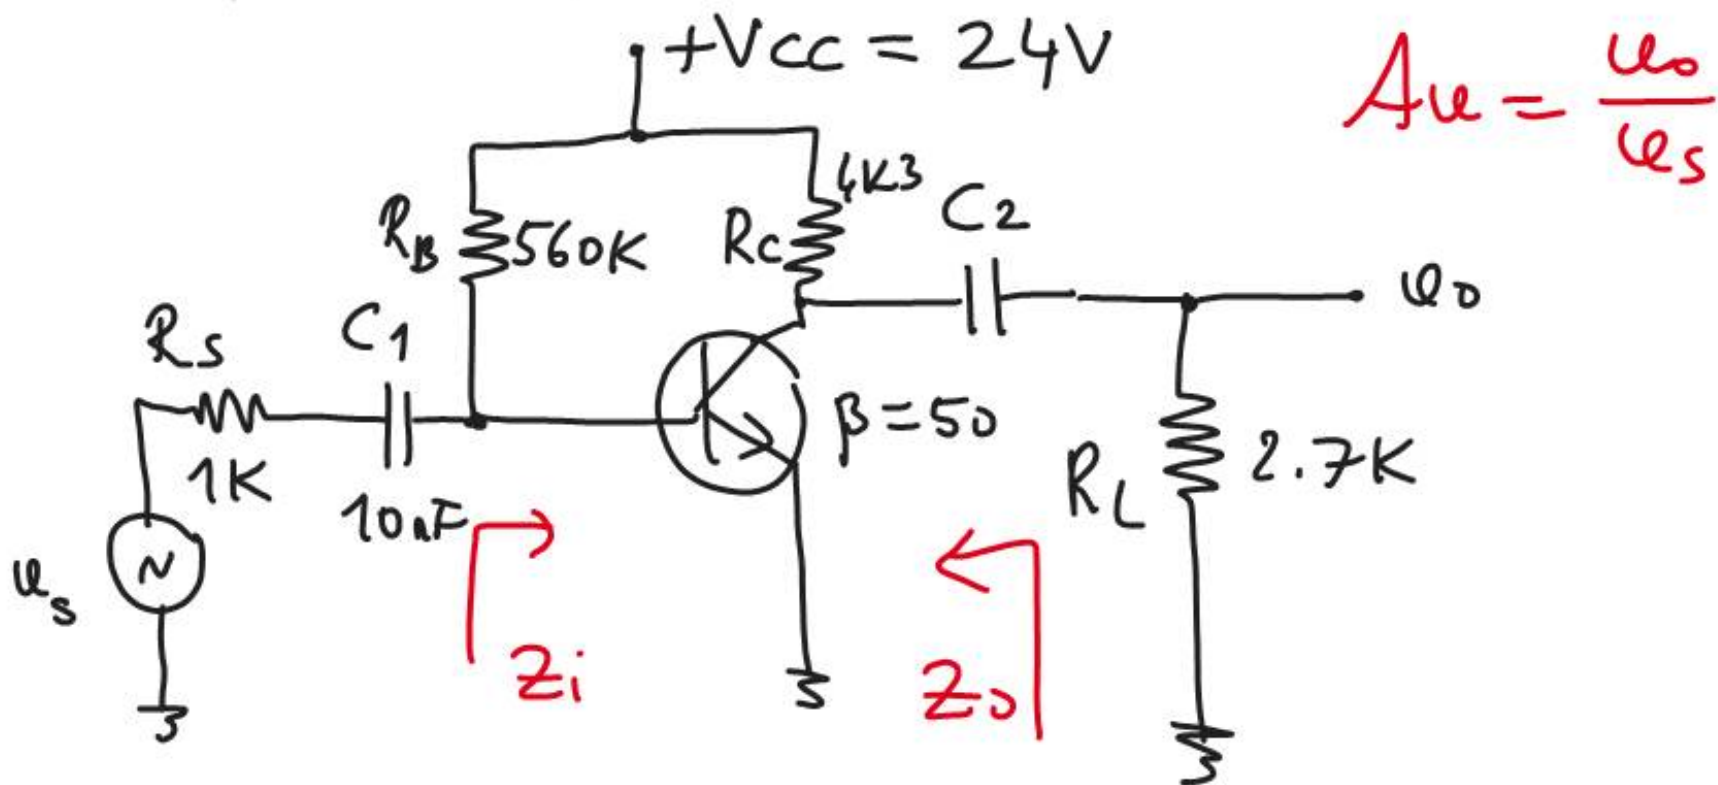 +Vcc = 24V
Au = uo/us
4K3
RB 560K
Rc
C2
uo
Rs
C1
1K
10nF
β = 50
RL 2.7K
us
Zi
Zo